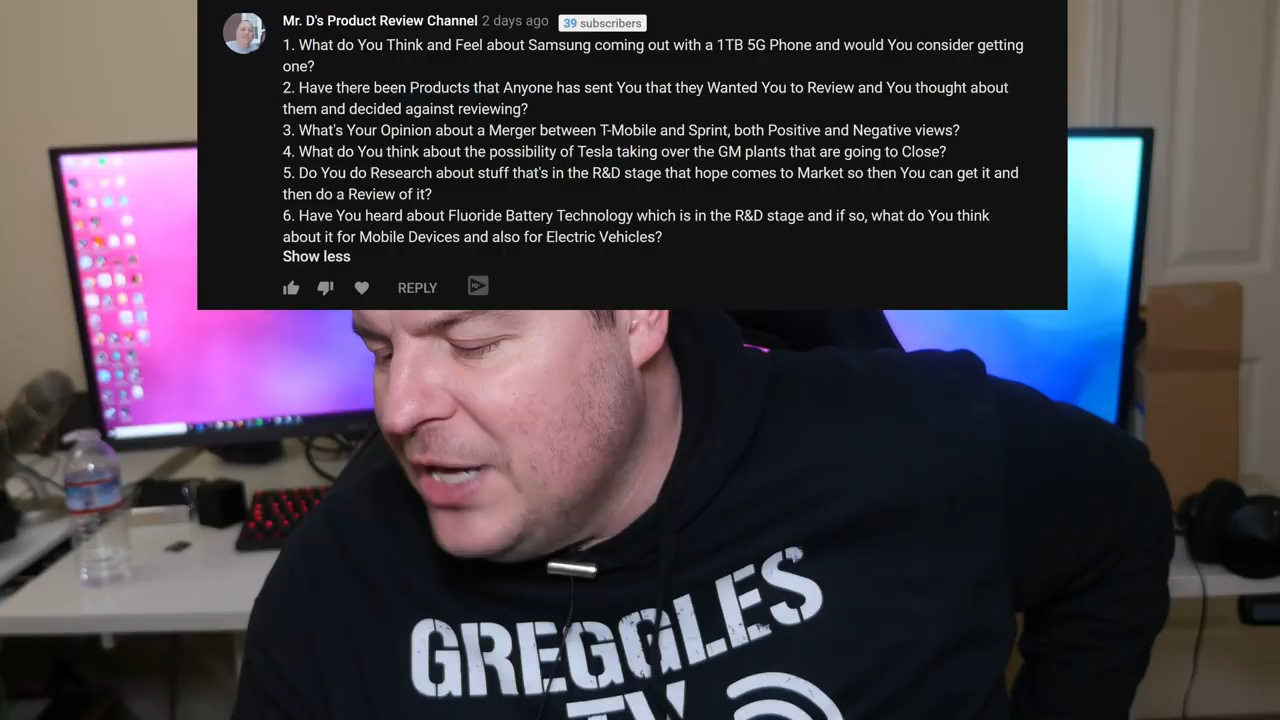 Mr. D's Product Review Channel 2 days ago 39 subscribers
1. What do You Think and Feel about Samsung coming out with a 1TB 5G Phone and would You consider getting
one?
2. Have there been Products that Anyone has sent You that they Wanted You to Review and You thought about
them and decided against reviewing?
3. What's Your Opinion about a Merger between T-Mobile and Sprint, both Positive and Negative views?
4. What do You think about the possibility of Tesla taking over the GM plants that are going to Close?
5. Do You do Research about stuff that's in the R&D stage that hope comes to Market so then You can get it and
then do a Review of it?
6. Have You heard about Fluoride Battery Technology which is in the R&D stage and if so, what do You think
about it for Mobile Devices and also for Electric Vehicles?
Show less
REPLY
GREGGLES
TV